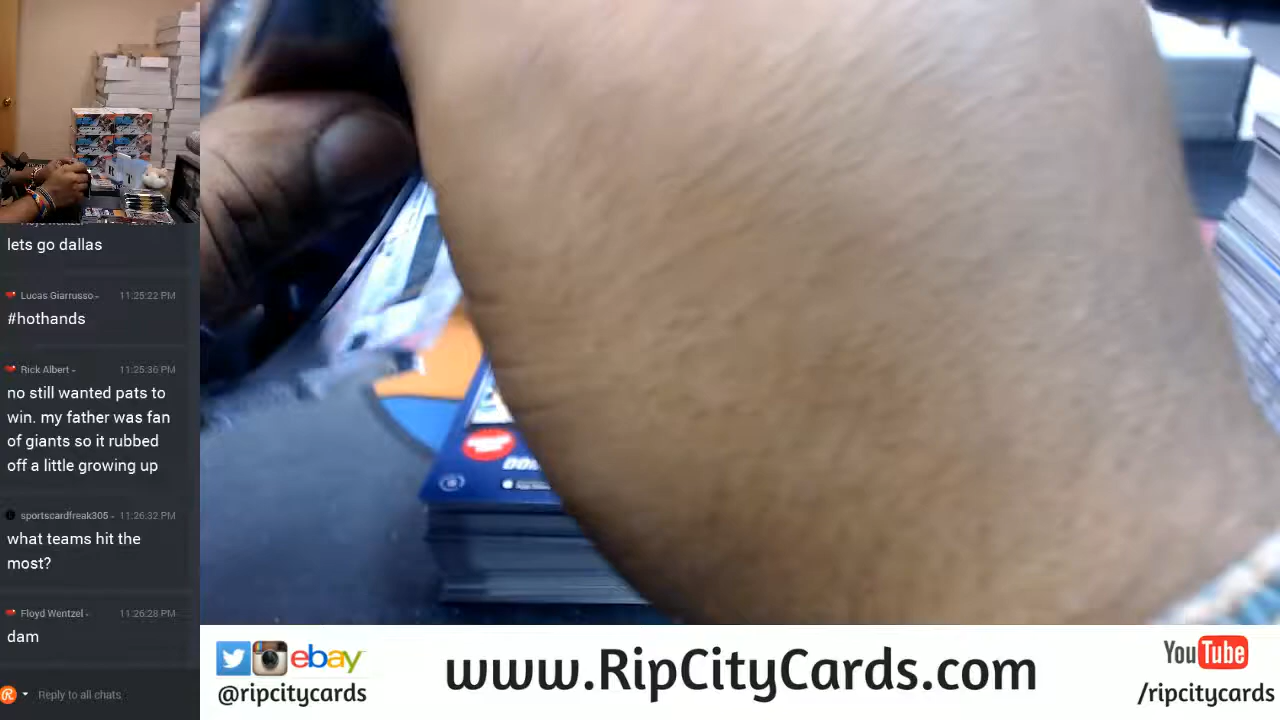 lets go dallas
Lucas Giarrusso
11:25:22 PM
#hothands
Rick Albert
11:25:36 PM
no still wanted pats to
win. my father was fan
of giants so it rubbed
off a little growing up
sportscardfreak305
11:26:32 PM
what teams hit the
most?
Floyd Wentzel
11:26:28 PM
dam
Reply to all chats
ebay
@ripcitycards
www.RipCityCards.com
YouTube
/ripcitycards